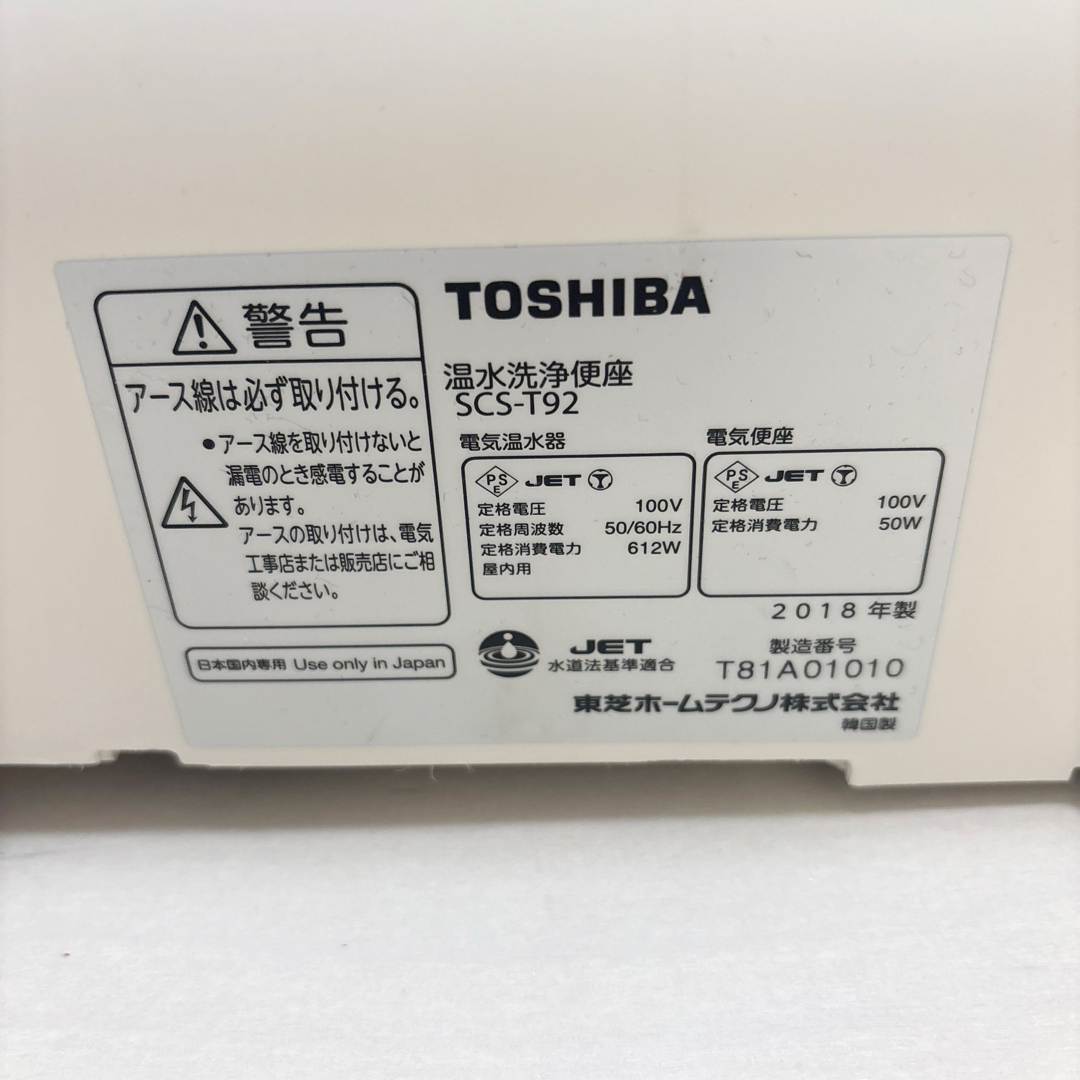 警告
アース線は必ず取り付ける。
●アース線を取り付けないと
漏電のとき感電することが
あります。
アースの取り付けは、電気
工事店または販売店にご相
談ください。
日本国内専用 Use only in Japan
TOSHIBA
温水洗浄便座
SCS-T92
電気温水器
PSE JET
定格電圧 100V
定格周波数 50/60Hz
定格消費電力 612W
屋内用
電気便座
PSE JET
定格電圧 100V
定格消費電力 50W
2018年製
JET
水道法基準適合
製造番号
T81A01010
東芝ホームテクノ株式会社
韓国製